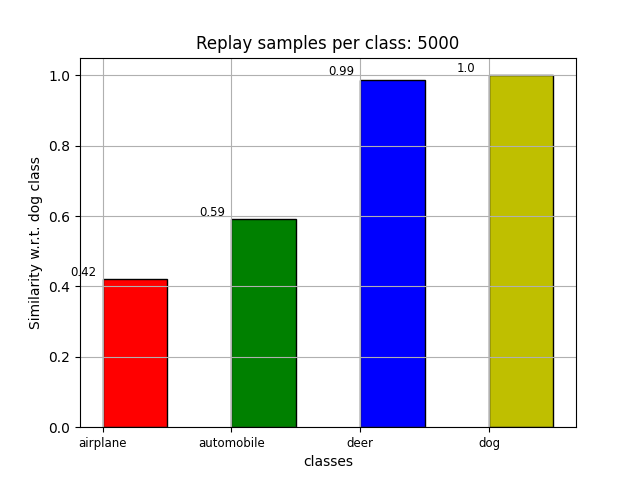 Replay samples per class: 5000
1.0
0.8
0.6
0.4
0.2
0.0
Similarity w.r.t. dog class
0.42
0.59
0.99
1.0
airplane
automobile
deer
dog
classes